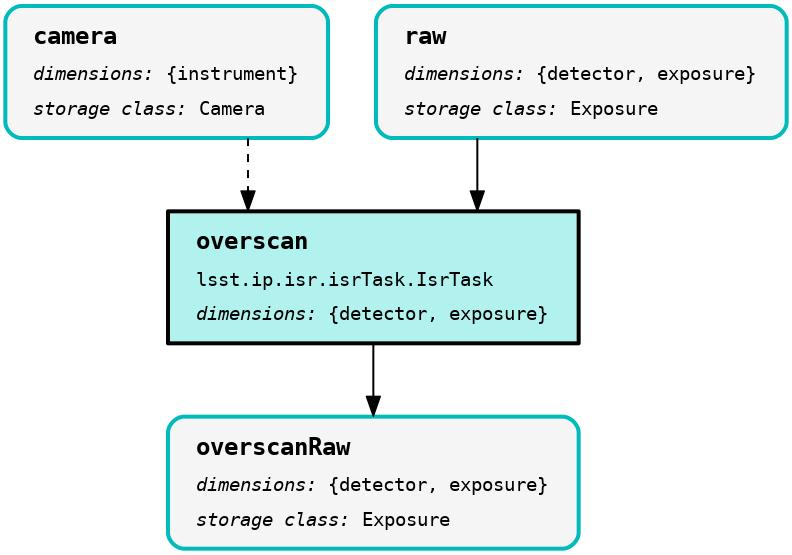 camera
dimensions: {instrument}
storage class: Camera
raw
dimensions: {detector, exposure}
storage class: Exposure
overscan
lsst.ip.isr.isrTask.IsrTask
dimensions: {detector, exposure}
overscanRaw
dimensions: {detector, exposure}
storage class: Exposure